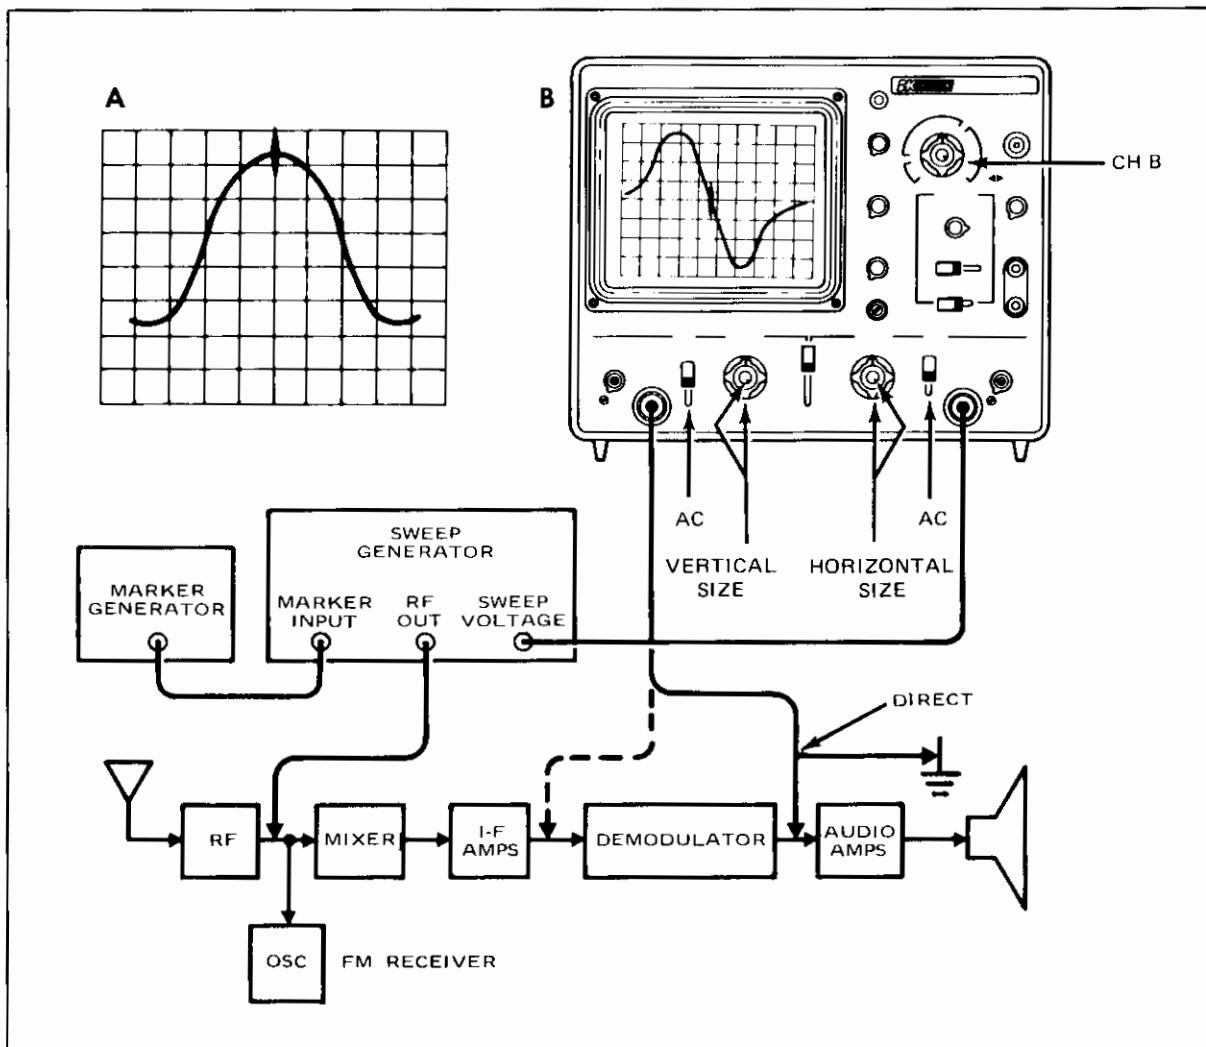 A
B
BK
CH B
AC
AC
VERTICAL
SIZE
HORIZONTAL
SIZE
SWEEP
GENERATOR
MARKER
GENERATOR
MARKER
INPUT
RF
OUT
SWEEP
VOLTAGE
DIRECT
RF
MIXER
I-F
AMPS
DEMODULATOR
AUDIO
AMPS
OSC
FM RECEIVER